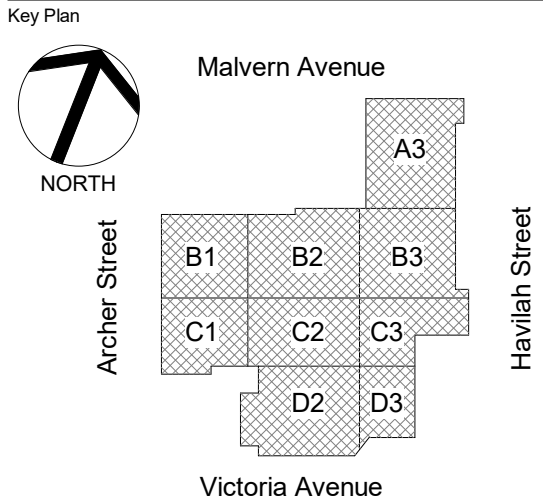 Key Plan
Malvern Avenue
NORTH
A3
Archer Street
B1 B2 B3
Havilah Street
C1 C2 C3
D2 D3
Victoria Avenue